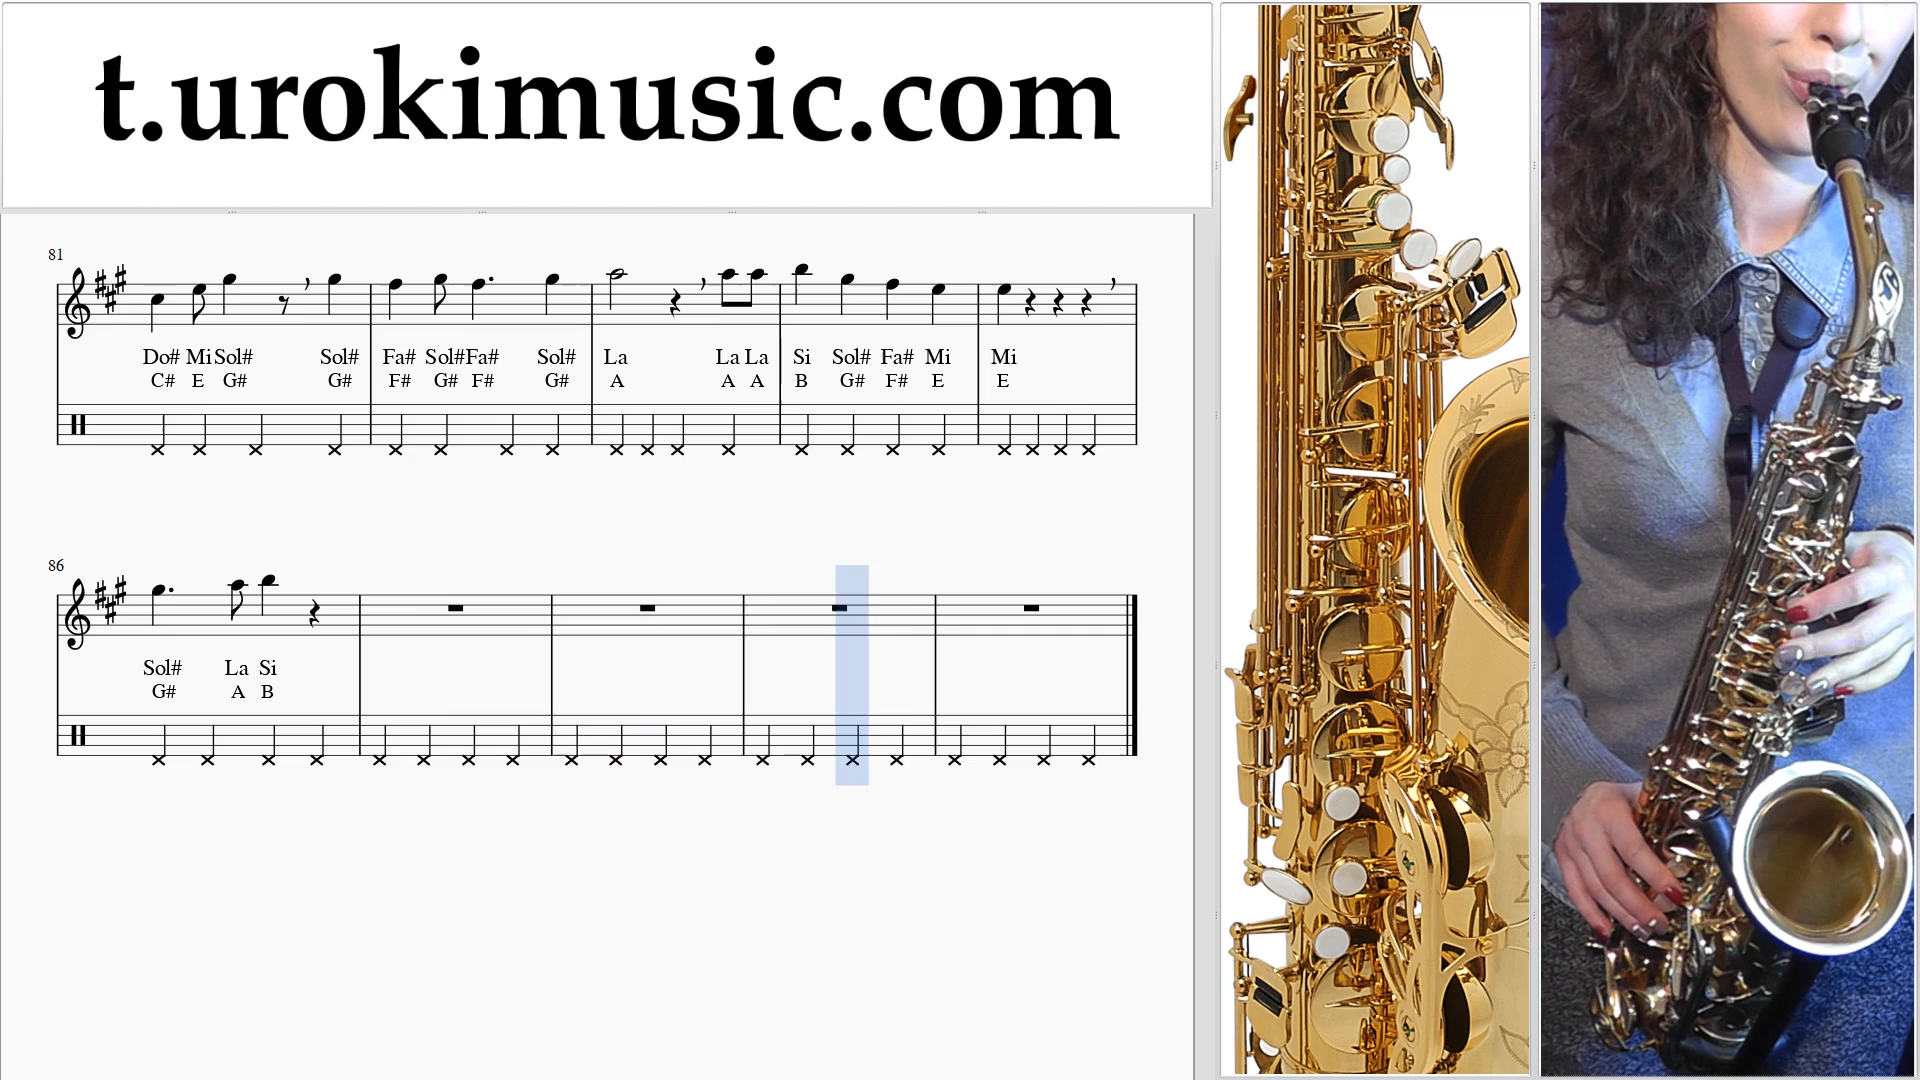 t.urokimusic.com
81
Do# Mi Sol# Sol# Fa# Sol# Fa# Sol# La La La Si Sol# Fa# Mi Mi
C# E G# G# F# G# F# G# A A A B G# F# E E
86
Sol# La Si
G# A B